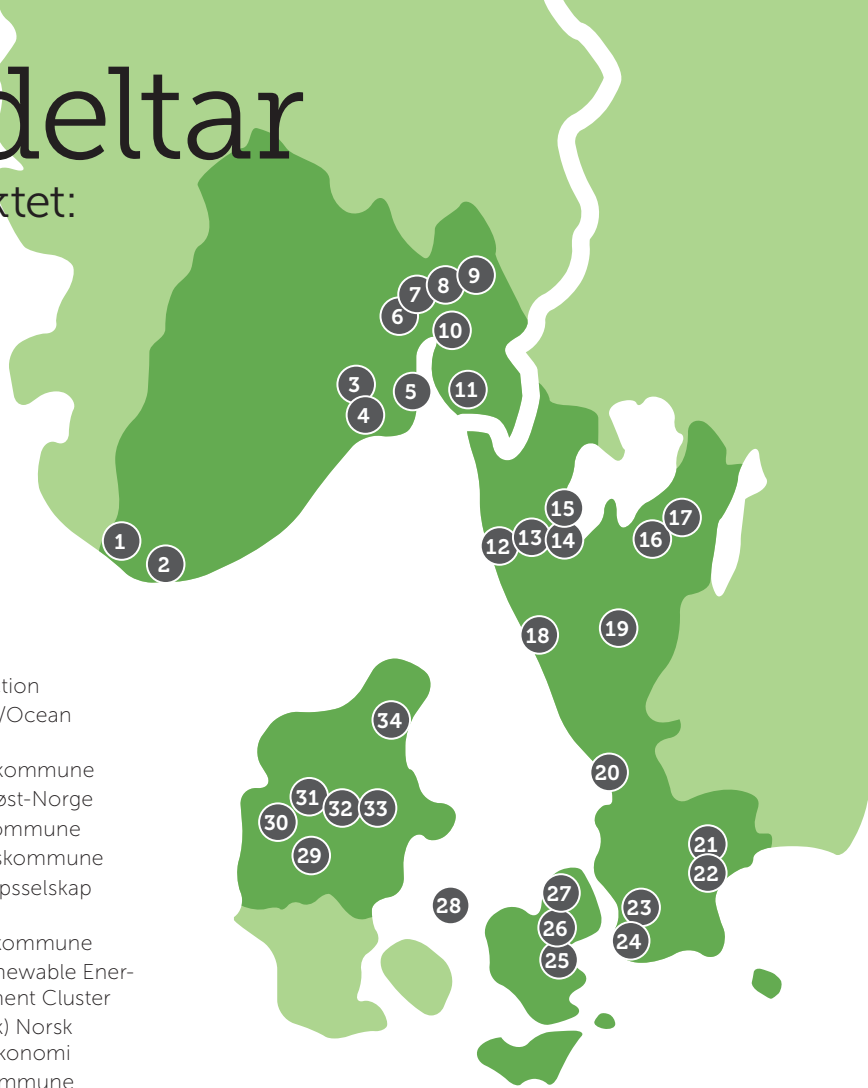 deltar
ktet:
9
8
7
6
10
3
5
11
4
15
17
1
12
13
14
16
2
18
19
tion
/Ocean
34
kommune
20
øst-Norge
31
32
33
ommune
30
21
skommune
29
22
psselskap
27
28
23
26
24
kommune
25
newable Ener-
nent Cluster
k) Norsk
konomi
mmune